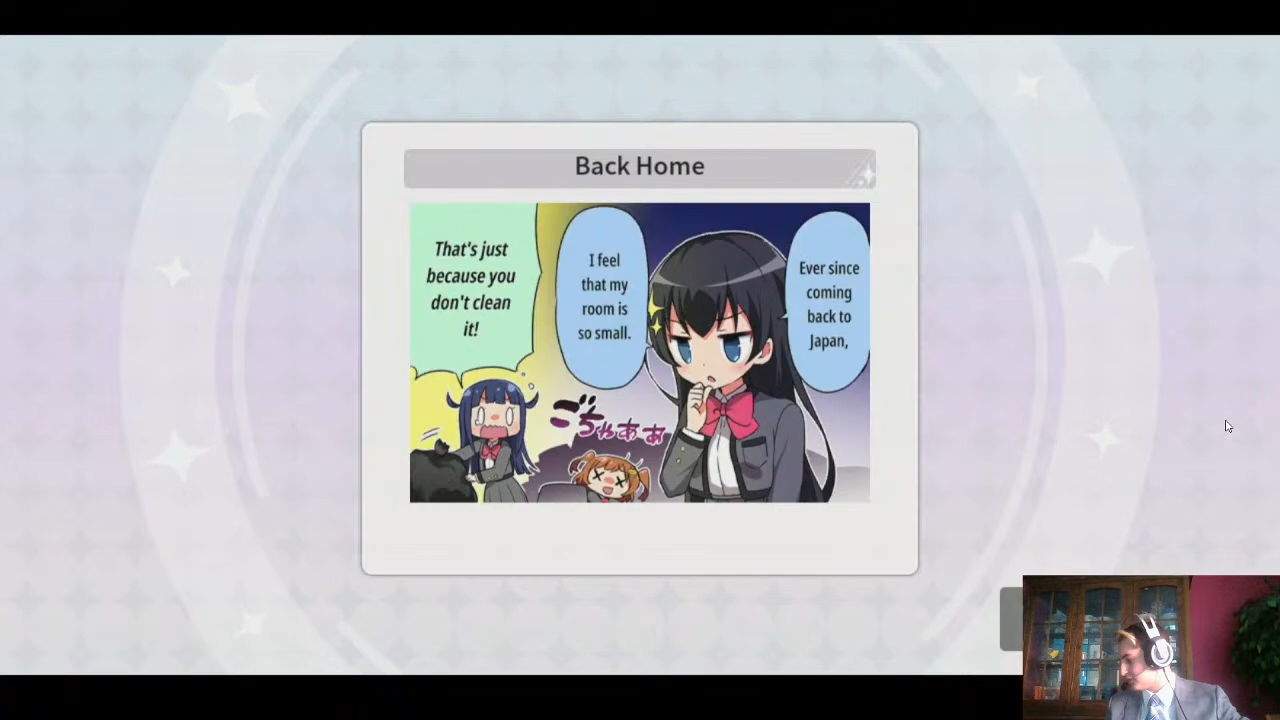 Back Home
Ever since
coming
back to
Japan,
I feel
that my
room is
so small.
That's just
because you
don't clean
it!
ごちゃあぁ